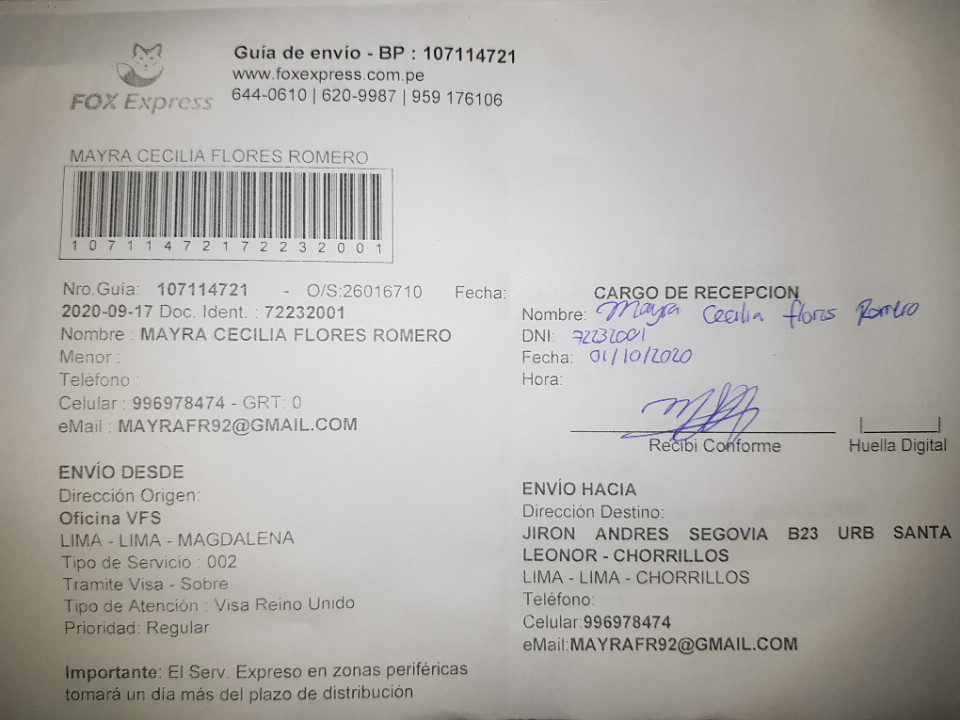 FOX Express
Guía de envío - BP : 107114721
www.foxexpress.com.pe
644-0610 | 620-9987 | 959 176106
MAYRA CECILIA FLORES ROMERO
10711472172232001
Nro.Guía: 107114721 - O/S:26016710 Fecha:
2020-09-17 Doc. Ident. : 72232001
Nombre : MAYRA CECILIA FLORES ROMERO
Menor :
Teléfono :
Celular : 996978474 - GRT: 0
eMail : MAYRAFR92@GMAIL.COM
CARGO DE RECEPCION
Nombre: Mayra Cecilia flores Romero
DNI: 72232001
Fecha: 01/10/2020
Hora:
Recibi Conforme
Huella Digital
ENVÍO DESDE
Dirección Origen:
Oficina VFS
LIMA - LIMA - MAGDALENA
Tipo de Servicio : 002
Tramite Visa - Sobre
Tipo de Atención : Visa Reino Unido
Prioridad: Regular
ENVÍO HACIA
Dirección Destino:
JIRON ANDRES SEGOVIA B23 URB SANTA
LEONOR - CHORRILLOS
LIMA - LIMA - CHORRILLOS
Teléfono:
Celular:996978474
eMail:MAYRAFR92@GMAIL.COM
Importante: El Serv. Expreso en zonas periféricas
tomará un día más del plazo de distribución